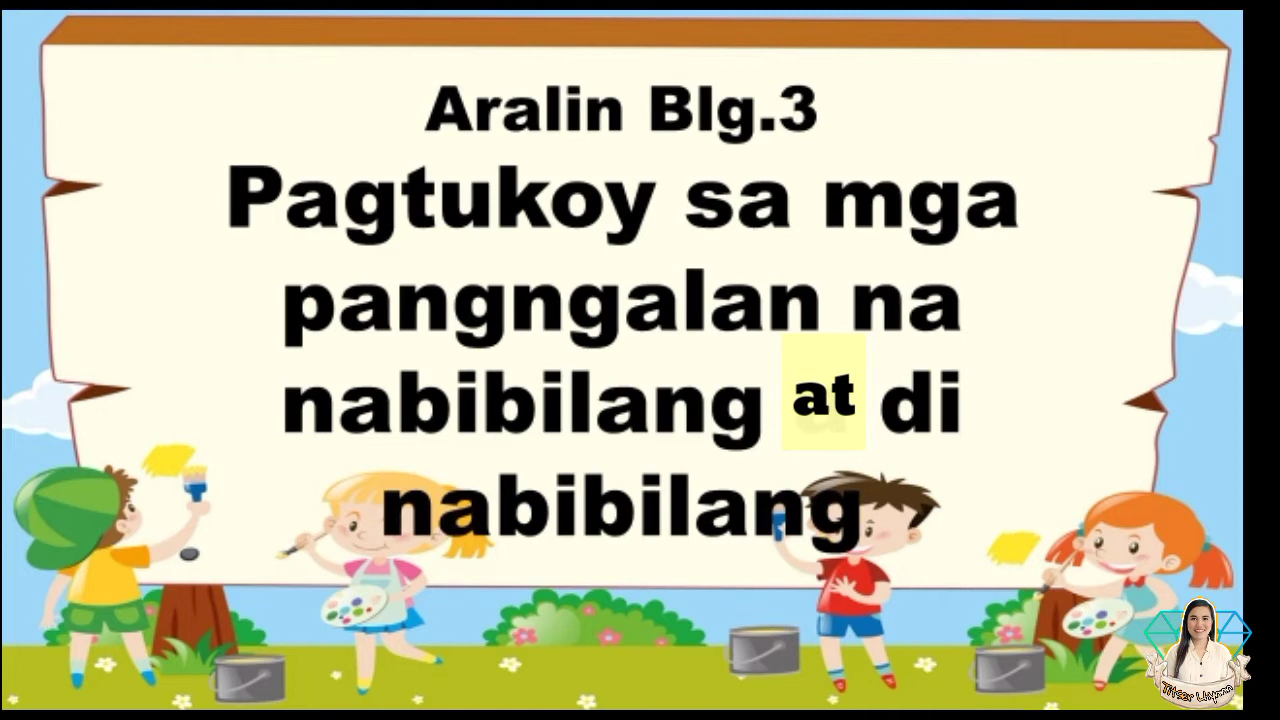 Aralin Blg.3
Pagtukoy sa mga
pangngalan na
nabibilang at di
nabibilang